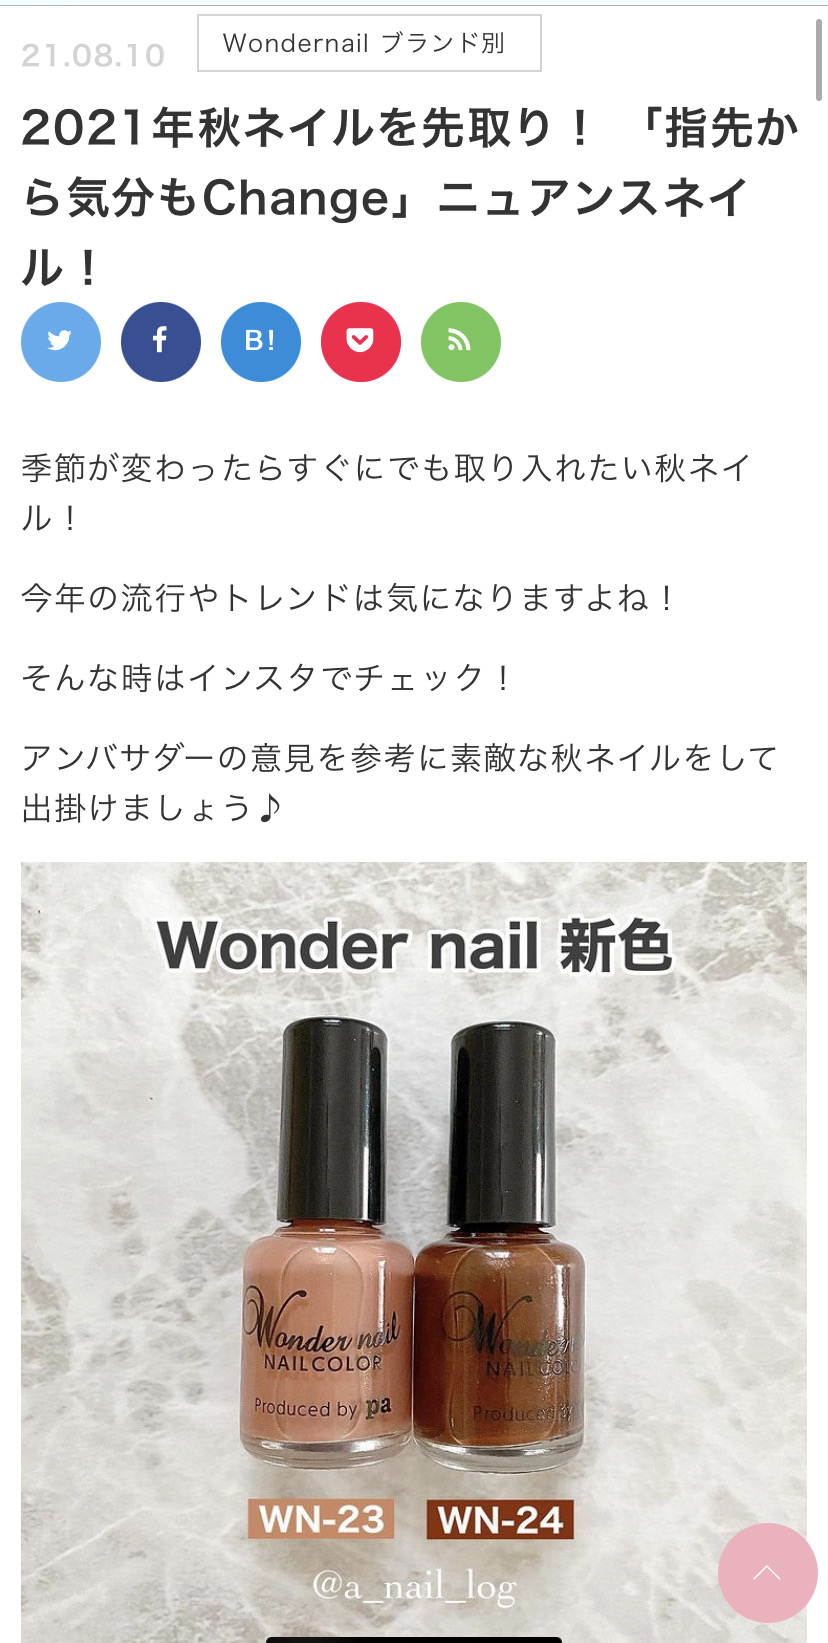 21.08.10
Wondernail ブランド別
2021年秋ネイルを先取り！ 「指先か
ら気分もChange」ニュアンスネイ
ル！
B!
季節が変わったらすぐにでも取り入れたい秋ネイ
ル！
今年の流行やトレンドは気になりますよね！
そんな時はインスタでチェック！
アンバサダーの意見を参考に素敵な秋ネイルをして
出掛けましょう♪
Wonder nail 新色
Wonder nail
NAILCOLOR
Produced by pa
Wonder
NAILCOL
Produced by
WN-23
WN-24
@a_nail_log